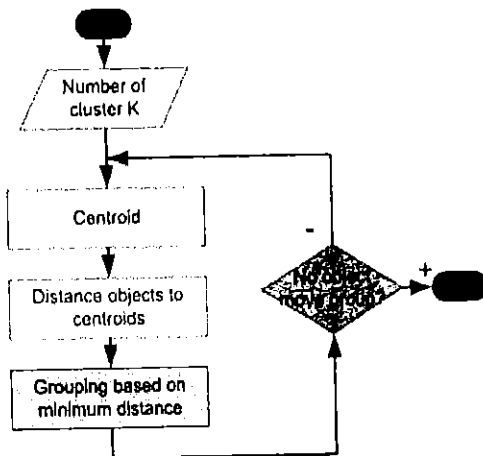 Number of
cluster K
Centroid
Distance objects to
centroids
Grouping based on
minimum distance
-
No object
move group?
+